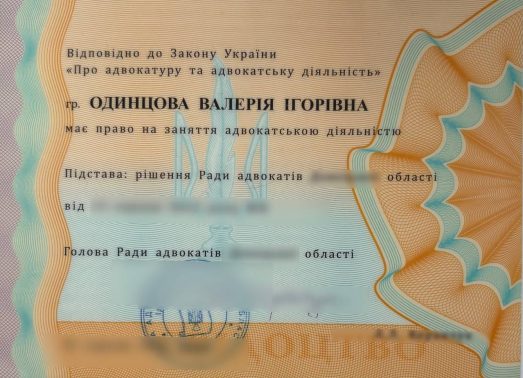 Відповідно до Закону України
«Про адвокатуру та адвокатську діяльність»
гр. ОДИНЦОВА ВАЛЕРІЯ ІГОРІВНА
має право на заняття адвокатською діяльністю
Підстава: рішення Ради адвокатів області
від
Голова Ради адвокатів області